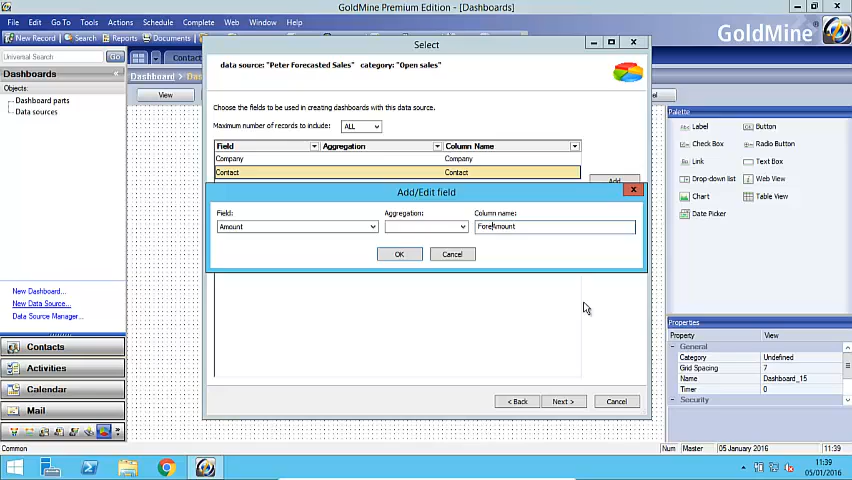 GoldMine Premium Edition - [Dashboards]
File Edit Go To Tools Actions Schedule Complete Web Window Help
New Record Search Reports Documents
GoldMine
Universal Search Go
Contact
Select
Dashboards
Dashboard
Objects:
Dashboard parts
Data sources
View
data source: "Peter Forecasted Sales" category: "Open sales"
Choose the fields to be used in creating dashboards with this data source.
Maximum number of records to include: ALL
Field Aggregation Column Name
Company Company
Contact Contact
Add
Add/Edit field
Field: Aggregation: Column name:
Amount ForeAmount
OK Cancel
< Back Next > Cancel
Palette
Label Button
Check Box Radio Button
Link Text Box
Drop-down list Web View
Chart Table View
Date Picker
New Dashboard...
New Data Source...
Data Source Manager...
Contacts
Activities
Calendar
Mail
Properties
Property View
General
Category Undefined
Grid Spacing 7
Name Dashboard_15
Timer 0
Security
Common
Num Master 05 January 2016 11:39
11:39
05/01/2016